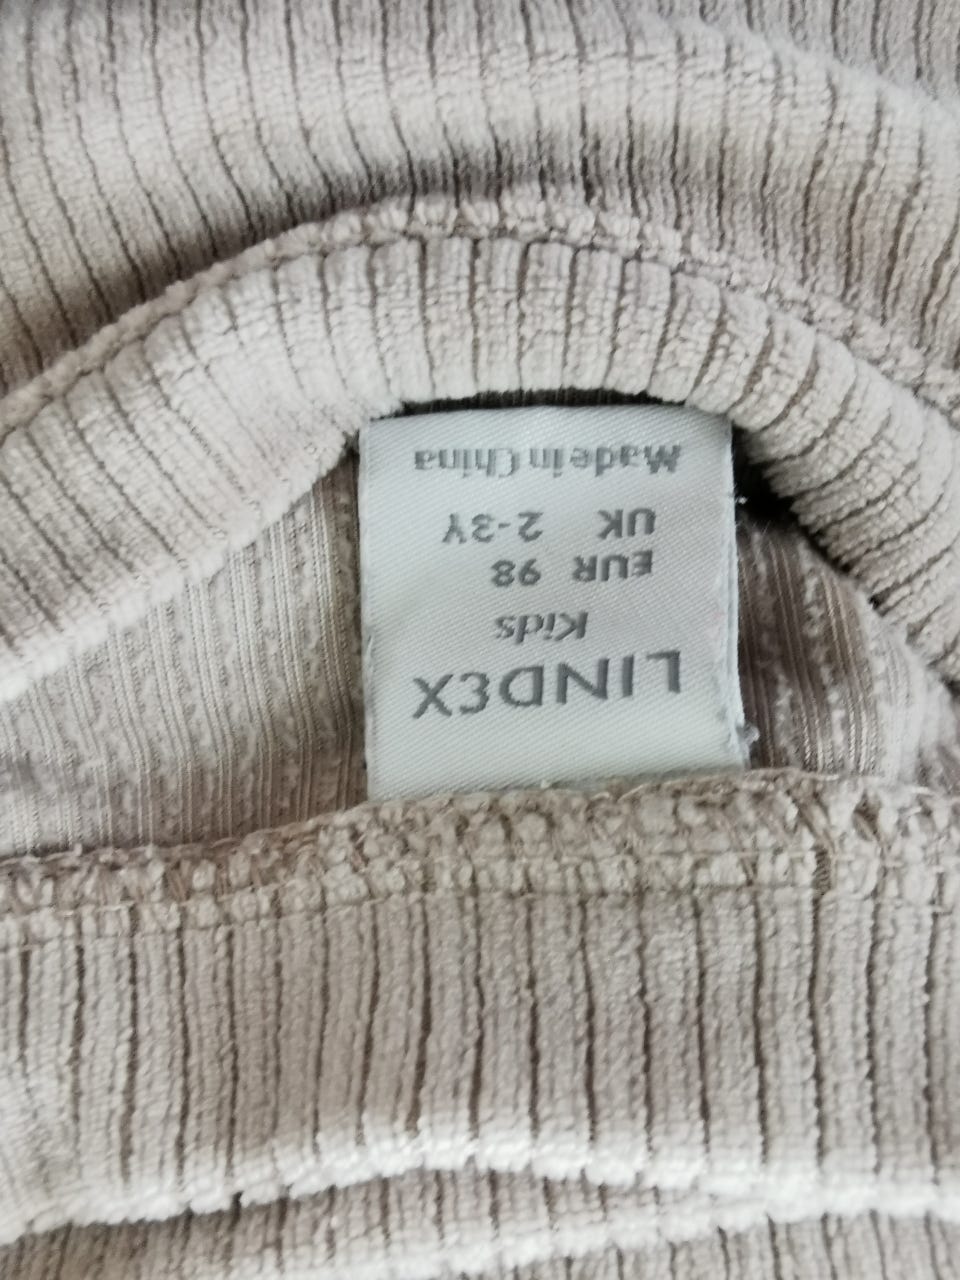 LINDEX
Kids
EUR 98
UK 2-3Y
Made in China